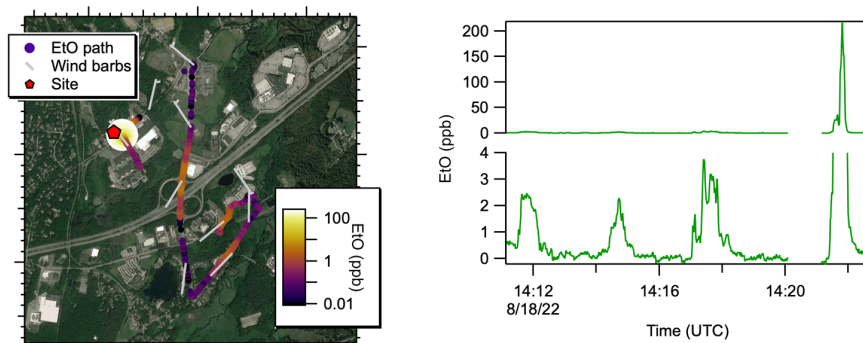 EtO path
Wind barbs
Site
100
1
0.01
EtO (ppb)
200
150
100
50
0
4
3
2
1
0
EtO (ppb)
14:12
14:16
14:20
8/18/22
Time (UTC)